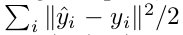 ∑ᵢ ‖ŷᵢ − yᵢ‖²/2